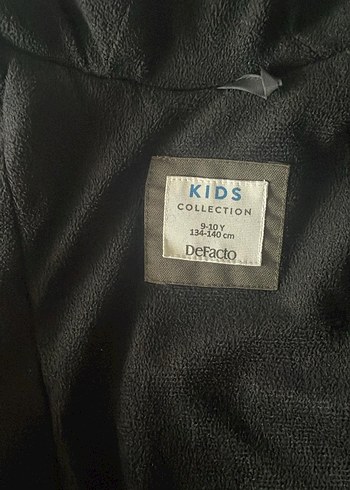 KIDS
COLLECTION
9-10 Y
134-140 cm
DeFacto